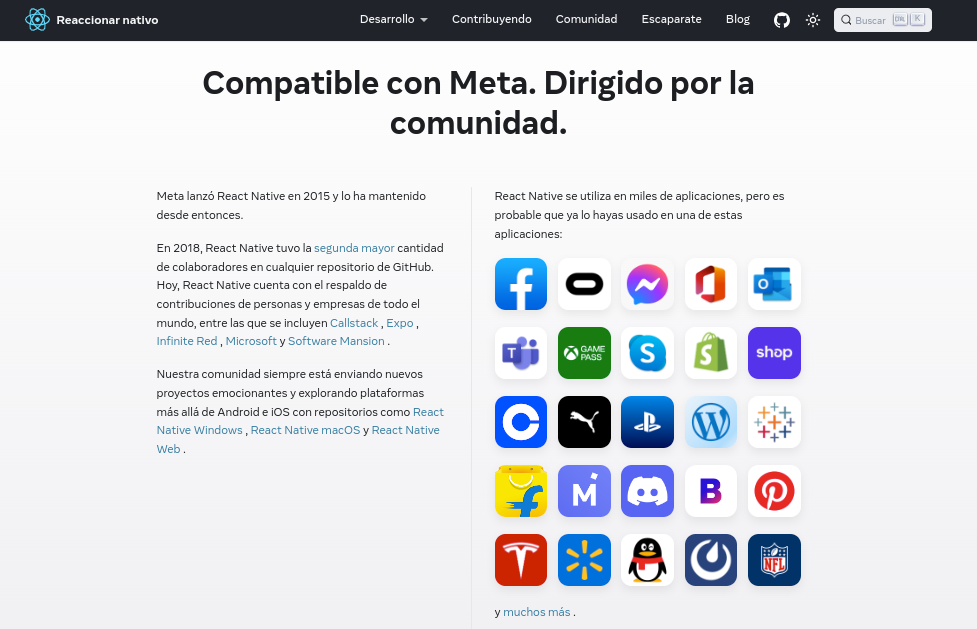 Reaccionar nativo
Desarrollo
Contribuyendo
Comunidad
Escaparate
Blog
Buscar
K
Compatible con Meta. Dirigido por la
comunidad.
Meta lanzó React Native en 2015 y lo ha mantenido
desde entonces.
En 2018, React Native tuvo la segunda mayor cantidad
de colaboradores en cualquier repositorio de GitHub.
Hoy, React Native cuenta con el respaldo de
contribuciones de personas y empresas de todo el
mundo, entre las que se incluyen Callstack , Expo ,
Infinite Red , Microsoft y Software Mansion .
Nuestra comunidad siempre está enviando nuevos
proyectos emocionantes y explorando plataformas
más allá de Android e iOS con repositorios como React
Native Windows , React Native macOS y React Native
Web .
React Native se utiliza en miles de aplicaciones, pero es
probable que ya lo hayas usado en una de estas
aplicaciones:
GAME
PASS
shop
NFL
y muchos más .